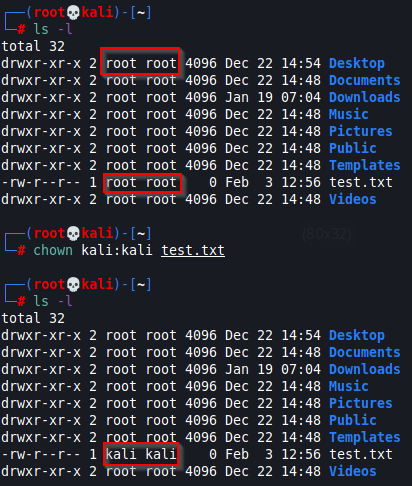 ┌──(root💀kali)-[~]
└─# ls -l
total 32
drwxr-xr-x 2 root root 4096 Dec 22 14:54 Desktop
drwxr-xr-x 2 root root 4096 Dec 22 14:48 Documents
drwxr-xr-x 2 root root 4096 Jan 19 07:04 Downloads
drwxr-xr-x 2 root root 4096 Dec 22 14:48 Music
drwxr-xr-x 2 root root 4096 Dec 22 14:48 Pictures
drwxr-xr-x 2 root root 4096 Dec 22 14:48 Public
drwxr-xr-x 2 root root 4096 Dec 22 14:48 Templates
-rw-r--r-- 1 root root    0 Feb  3 12:56 test.txt
drwxr-xr-x 2 root root 4096 Dec 22 14:48 Videos
┌──(root💀kali)-[~]
(80x32)
└─# chown kali:kali test.txt
┌──(root💀kali)-[~]
└─# ls -l
total 32
drwxr-xr-x 2 root root 4096 Dec 22 14:54 Desktop
drwxr-xr-x 2 root root 4096 Dec 22 14:48 Documents
drwxr-xr-x 2 root root 4096 Jan 19 07:04 Downloads
drwxr-xr-x 2 root root 4096 Dec 22 14:48 Music
drwxr-xr-x 2 root root 4096 Dec 22 14:48 Pictures
drwxr-xr-x 2 root root 4096 Dec 22 14:48 Public
drwxr-xr-x 2 root root 4096 Dec 22 14:48 Templates
-rw-r--r-- 1 kali kali    0 Feb  3 12:56 test.txt
drwxr-xr-x 2 root root 4096 Dec 22 14:48 Videos